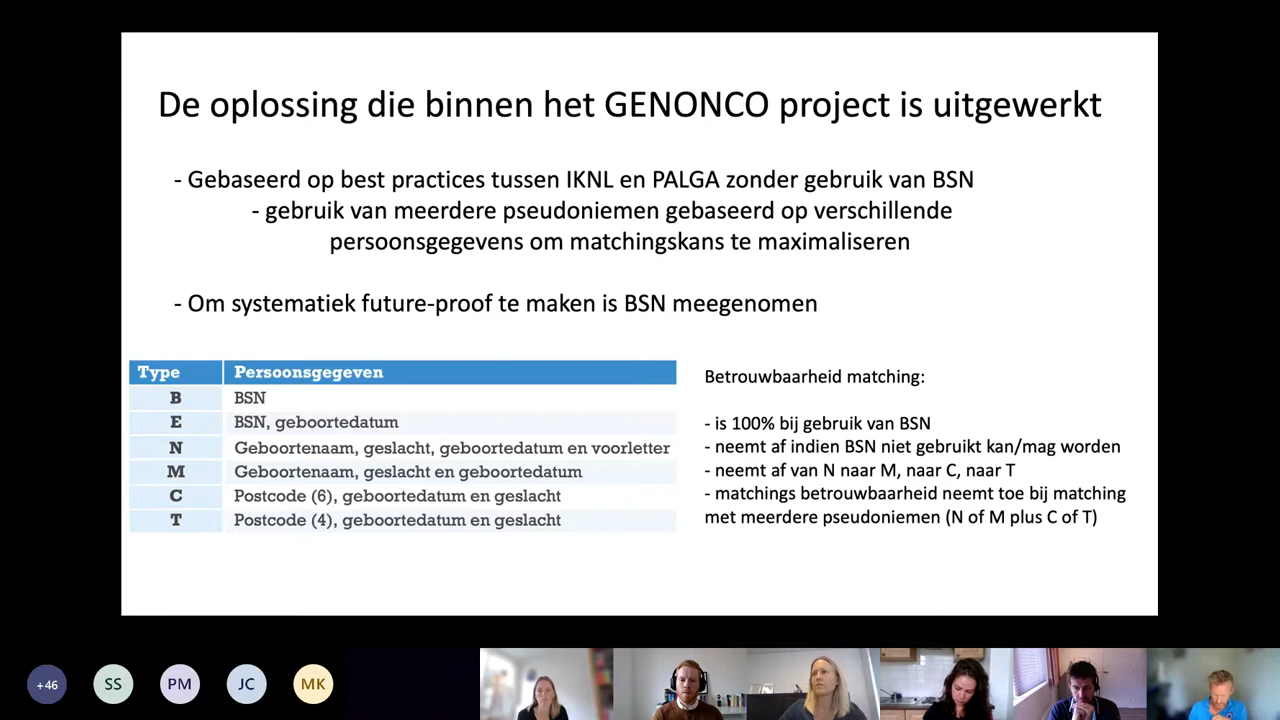 De oplossing die binnen het GENONCO project is uitgewerkt
- Gebaseerd op best practices tussen IKNL en PALGA zonder gebruik van BSN
- gebruik van meerdere pseudoniemen gebaseerd op verschillende
persoonsgegevens om matchingskans te maximaliseren
- Om systematiek future-proof te maken is BSN meegenomen
Type Persoonsgegeven
B BSN
E BSN, geboortedatum
N Geboortenaam, geslacht, geboortedatum en voorletter
M Geboortenaam, geslacht en geboortedatum
C Postcode (6), geboortedatum en geslacht
T Postcode (4), geboortedatum en geslacht
Betrouwbaarheid matching:
- is 100% bij gebruik van BSN
- neemt af indien BSN niet gebruikt kan/mag worden
- neemt af van N naar M, naar C, naar T
- matchings betrouwbaarheid neemt toe bij matching
met meerdere pseudoniemen (N of M plus C of T)
+46 SS PM JC MK